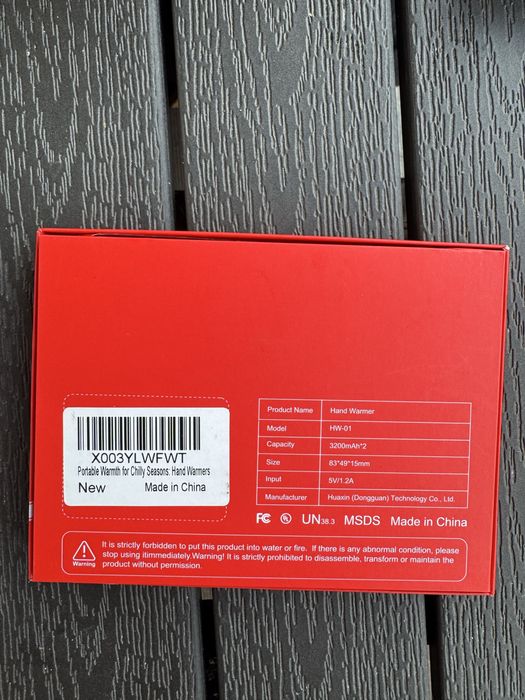 X003YLWFWT
Portable Warmth for Chilly Seasons: Hand Warmers
New Made in China
Product Name Hand Warmer
Model HW-01
Capacity 3200mAh*2
Size 83*49*15mm
Input 5V/1.2A
Manufacturer Huaxin (Dongguan) Technology Co., Ltd.
FC UN38.3 MSDS Made in China
Warning
It is strictly forbidden to put this product into water or fire. If there is any abnormal condition, please
stop using itimmediately.Warning! It is strictly prohibited to disassemble, transform or maintain the
product without permission.